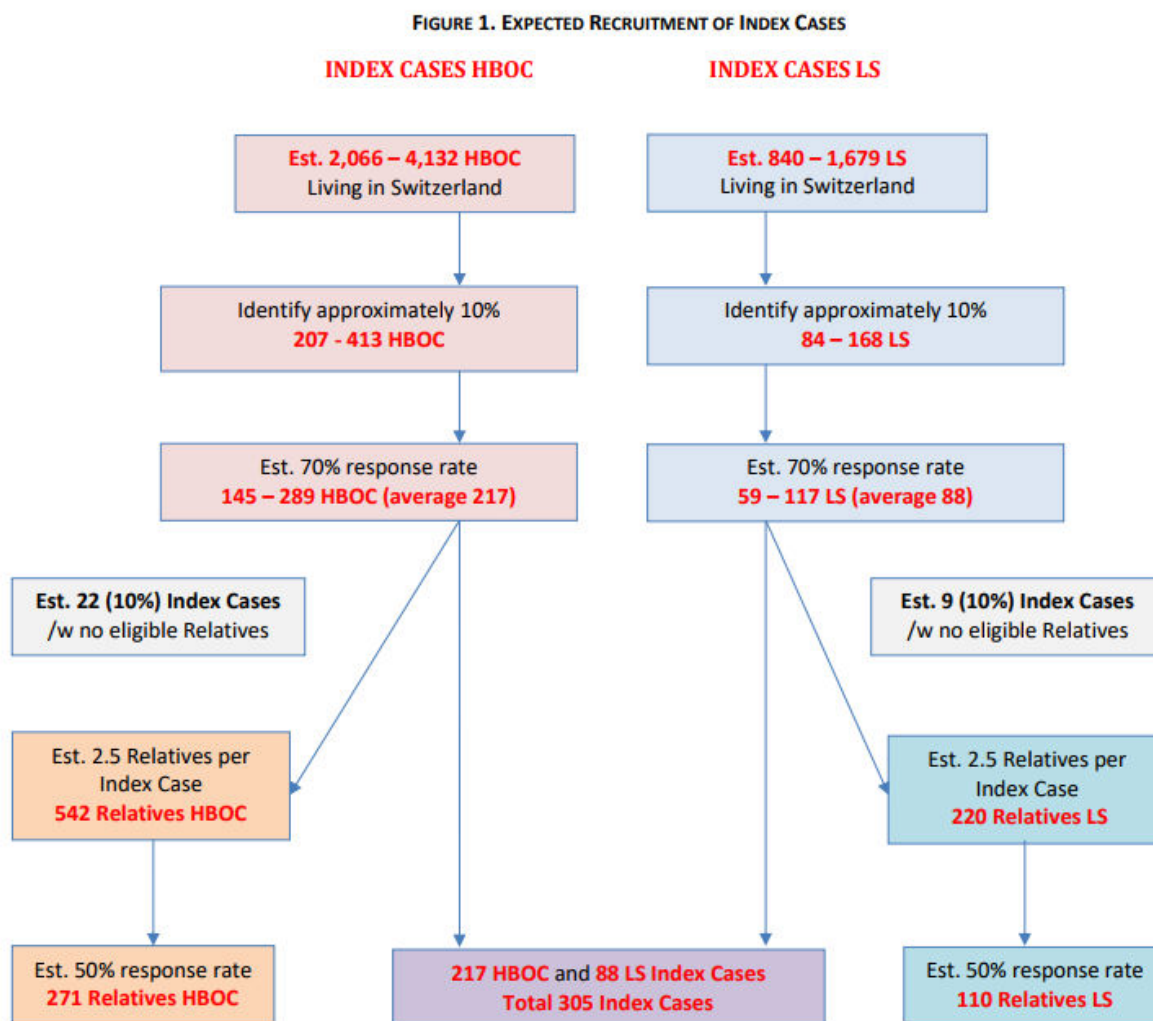 FIGURE 1. EXPECTED RECRUITMENT OF INDEX CASES
INDEX CASES HBOC
INDEX CASES LS
Est. 2,066 – 4,132 HBOC
Living in Switzerland
Est. 840 – 1,679 LS
Living in Switzerland
Identify approximately 10%
207 - 413 HBOC
Identify approximately 10%
84 – 168 LS
Est. 70% response rate
145 – 289 HBOC (average 217)
Est. 70% response rate
59 – 117 LS (average 88)
Est. 22 (10%) Index Cases
/w no eligible Relatives
Est. 9 (10%) Index Cases
/w no eligible Relatives
Est. 2.5 Relatives per
Index Case
542 Relatives HBOC
Est. 2.5 Relatives per
Index Case
220 Relatives LS
Est. 50% response rate
271 Relatives HBOC
217 HBOC and 88 LS Index Cases
Total 305 Index Cases
Est. 50% response rate
110 Relatives LS